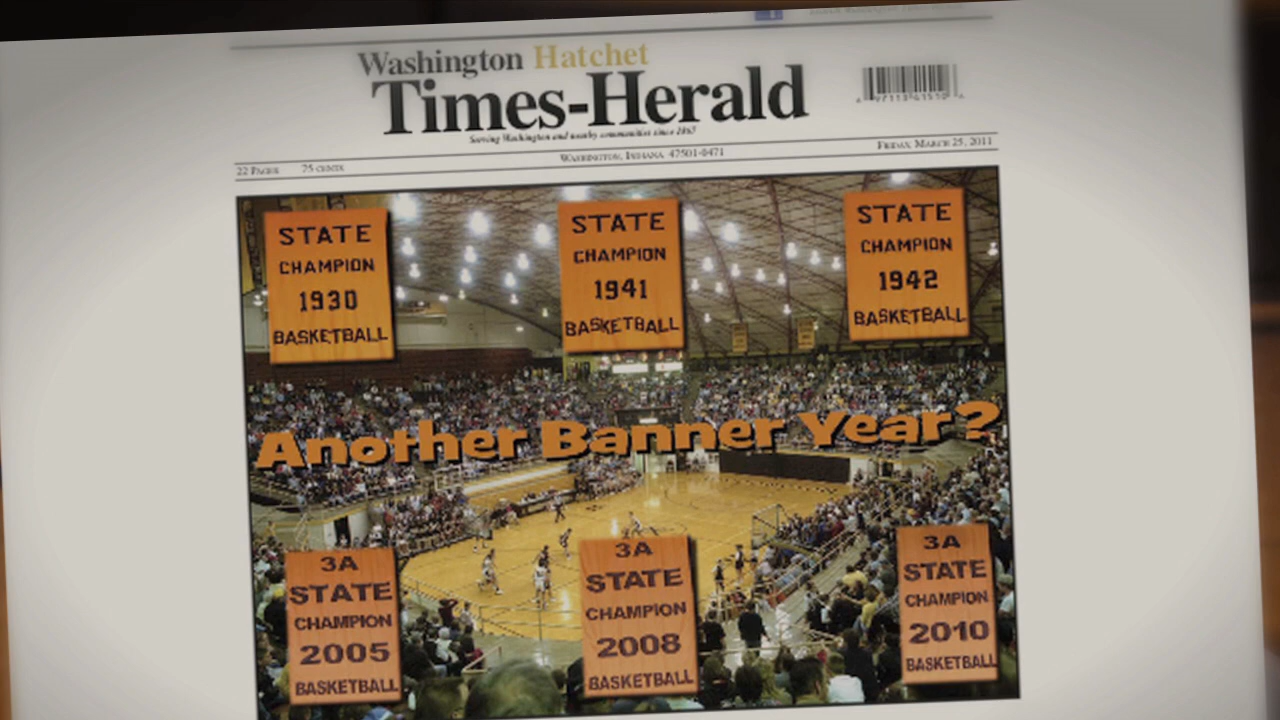 Washington Hatchet
Times-Herald
Serving Washington and nearby communities since 1867
22 Pages 75 cents
Washington, Indiana 47501-0471
Friday, March 25, 2011
STATE
CHAMPION
1930
BASKETBALL
STATE
CHAMPION
1941
BASKETBALL
STATE
CHAMPION
1942
BASKETBALL
Another Banner Year?
3A
STATE
CHAMPION
2005
BASKETBALL
3A
STATE
CHAMPION
2008
BASKETBALL
3A
STATE
CHAMPION
2010
BASKETBALL